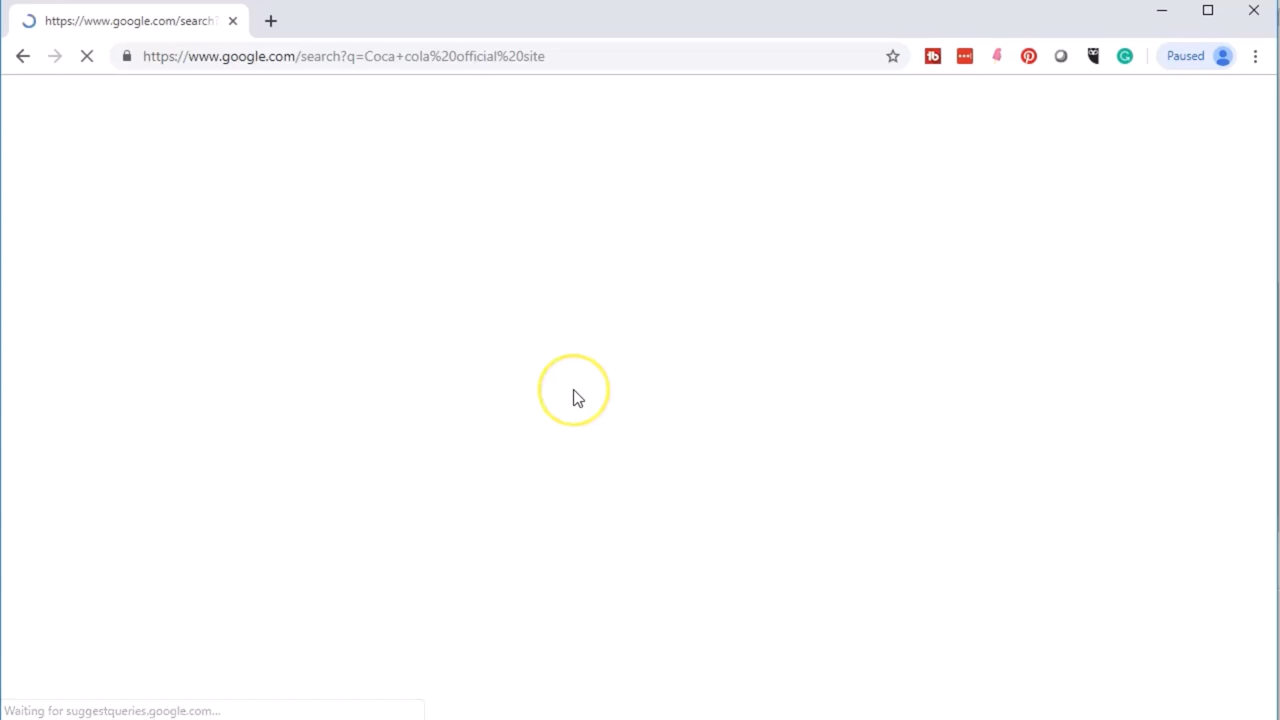 https://www.google.com/search?
https://www.google.com/search?q=Coca+cola%20official%20site
Paused
Waiting for suggestqueries.google.com...